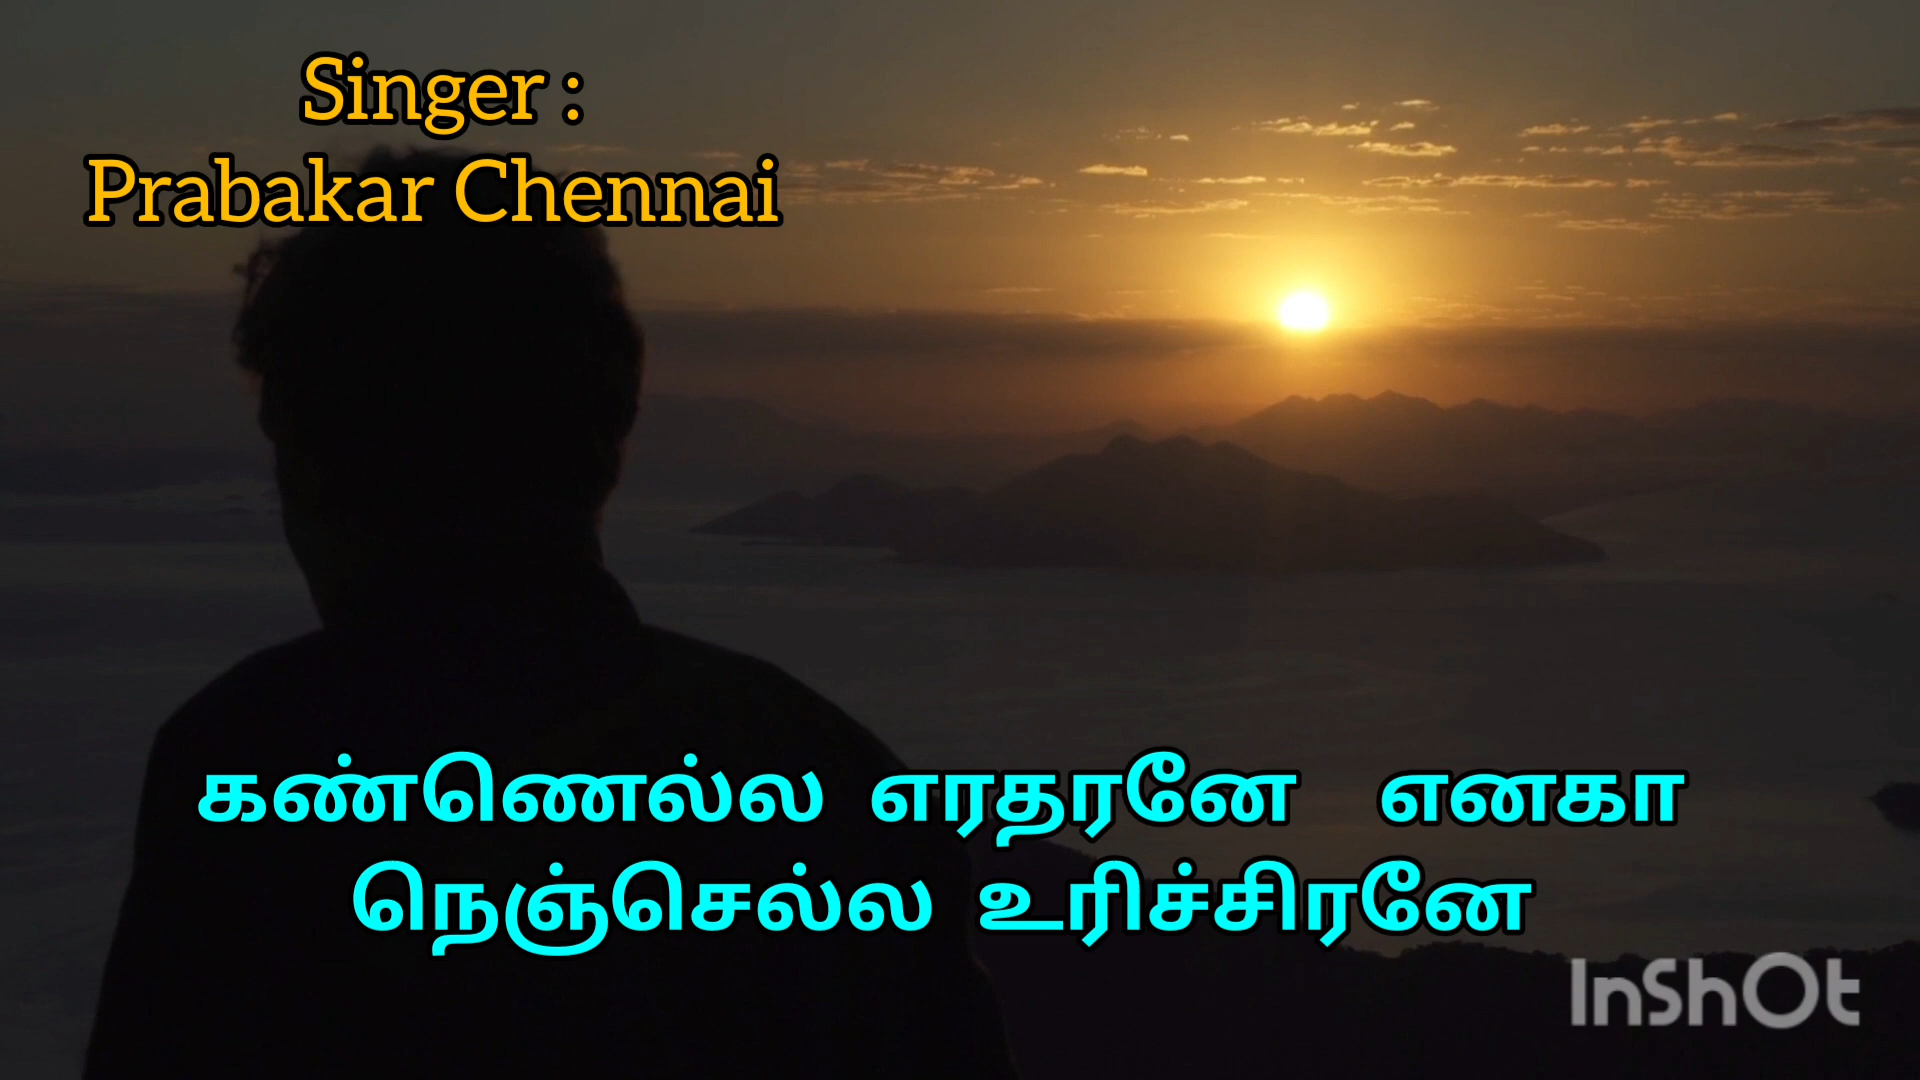 Singer :
Prabakar Chennai
கண்ணெல்ல எரதரனே எனகா
நெஞ்செல்ல உரிச்சிரனே
InShOt